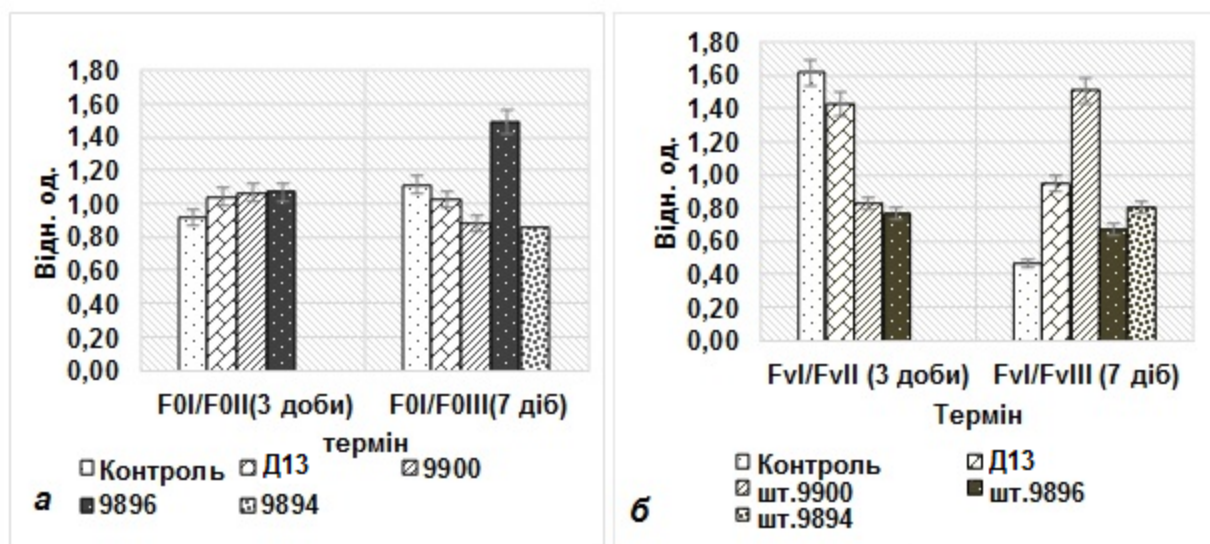 Відн. од.
1,80
1,60
1,40
1,20
1,00
0,80
0,60
0,40
0,20
0,00
F0I/F0II(3 доби) F0I/F0III(7 діб)
термін
Контроль Д13 9900
9896 9894
а
Відн. од.
1,80
1,60
1,40
1,20
1,00
0,80
0,60
0,40
0,20
0,00
FvI/FvII (3 доби) FvI/FvIII (7 діб)
Термін
Контроль Д13
шт.9900 шт.9896
шт.9894
б